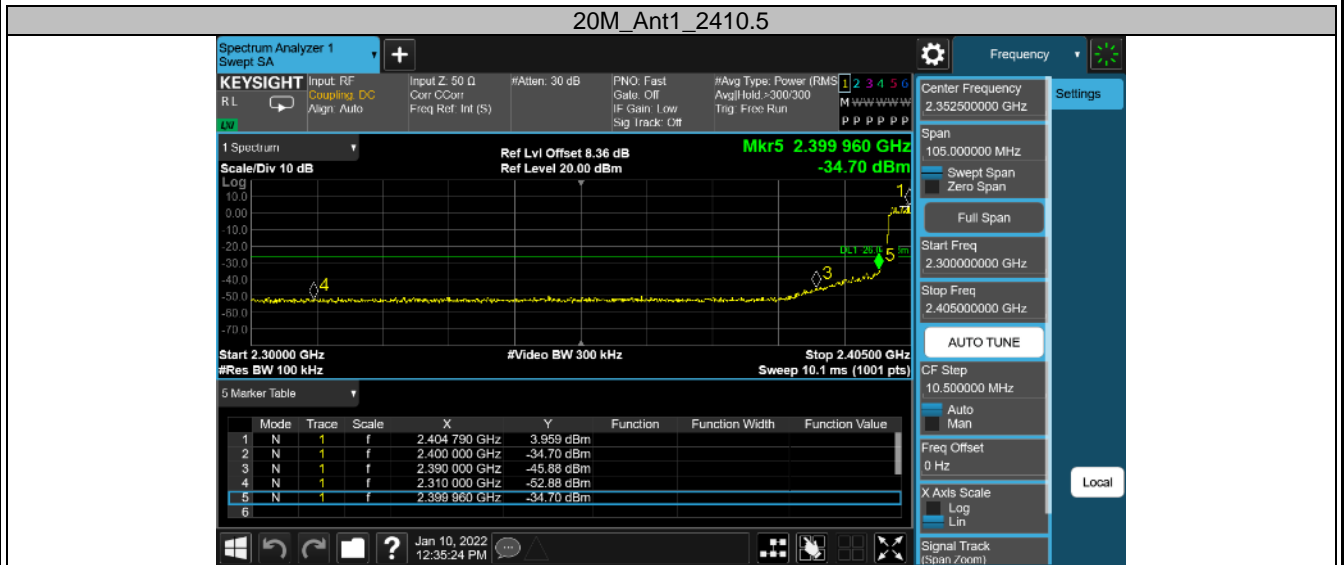 20M_Ant1_2410.5
Spectrum Analyzer 1
Swept SA
+
Frequency
KEYSIGHT
RL
LXI
Input: RF
Coupling: DC
Align: Auto
Input Z: 50 Ω
Corr CCorr
Freq Ref: Int (S)
#Atten: 30 dB
PNO: Fast
Gate: Off
IF Gain: Low
Sig Track: Off
#Avg Type: Power (RMS
Avg|Hold:>300/300
Trig: Free Run
1 2 3 4 5 6
M W W W W W
P P P P P P
1 Spectrum
Scale/Div 10 dB
Ref Lvl Offset 8.36 dB
Ref Level 20.00 dBm
Mkr5 2.399 960 GHz
-34.70 dBm
Log
10.0
0.00
-10.0
-20.0
-30.0
-40.0
-50.0
-60.0
-70.0
1
3
4
5
Start 2.30000 GHz
#Res BW 100 kHz
#Video BW 300 kHz
Stop 2.40500 GHz
Sweep 10.1 ms (1001 pts)
5 Marker Table
Mode Trace Scale X Y Function Function Width Function Value
1 N 1 f 2.404 790 GHz 3.959 dBm
2 N 1 f 2.400 000 GHz -34.70 dBm
3 N 1 f 2.390 000 GHz -45.88 dBm
4 N 1 f 2.310 000 GHz -52.88 dBm
5 N 1 f 2.399 960 GHz -34.70 dBm
6
Jan 10, 2022
12:35:24 PM
?
Center Frequency
2.352500000 GHz
Span
105.000000 MHz
Swept Span
Zero Span
Full Span
Start Freq
2.300000000 GHz
Stop Freq
2.405000000 GHz
AUTO TUNE
CF Step
10.500000 MHz
Auto
Man
Freq Offset
0 Hz
X Axis Scale
Log
Lin
Signal Track
(Span Zoom)
Settings
Local